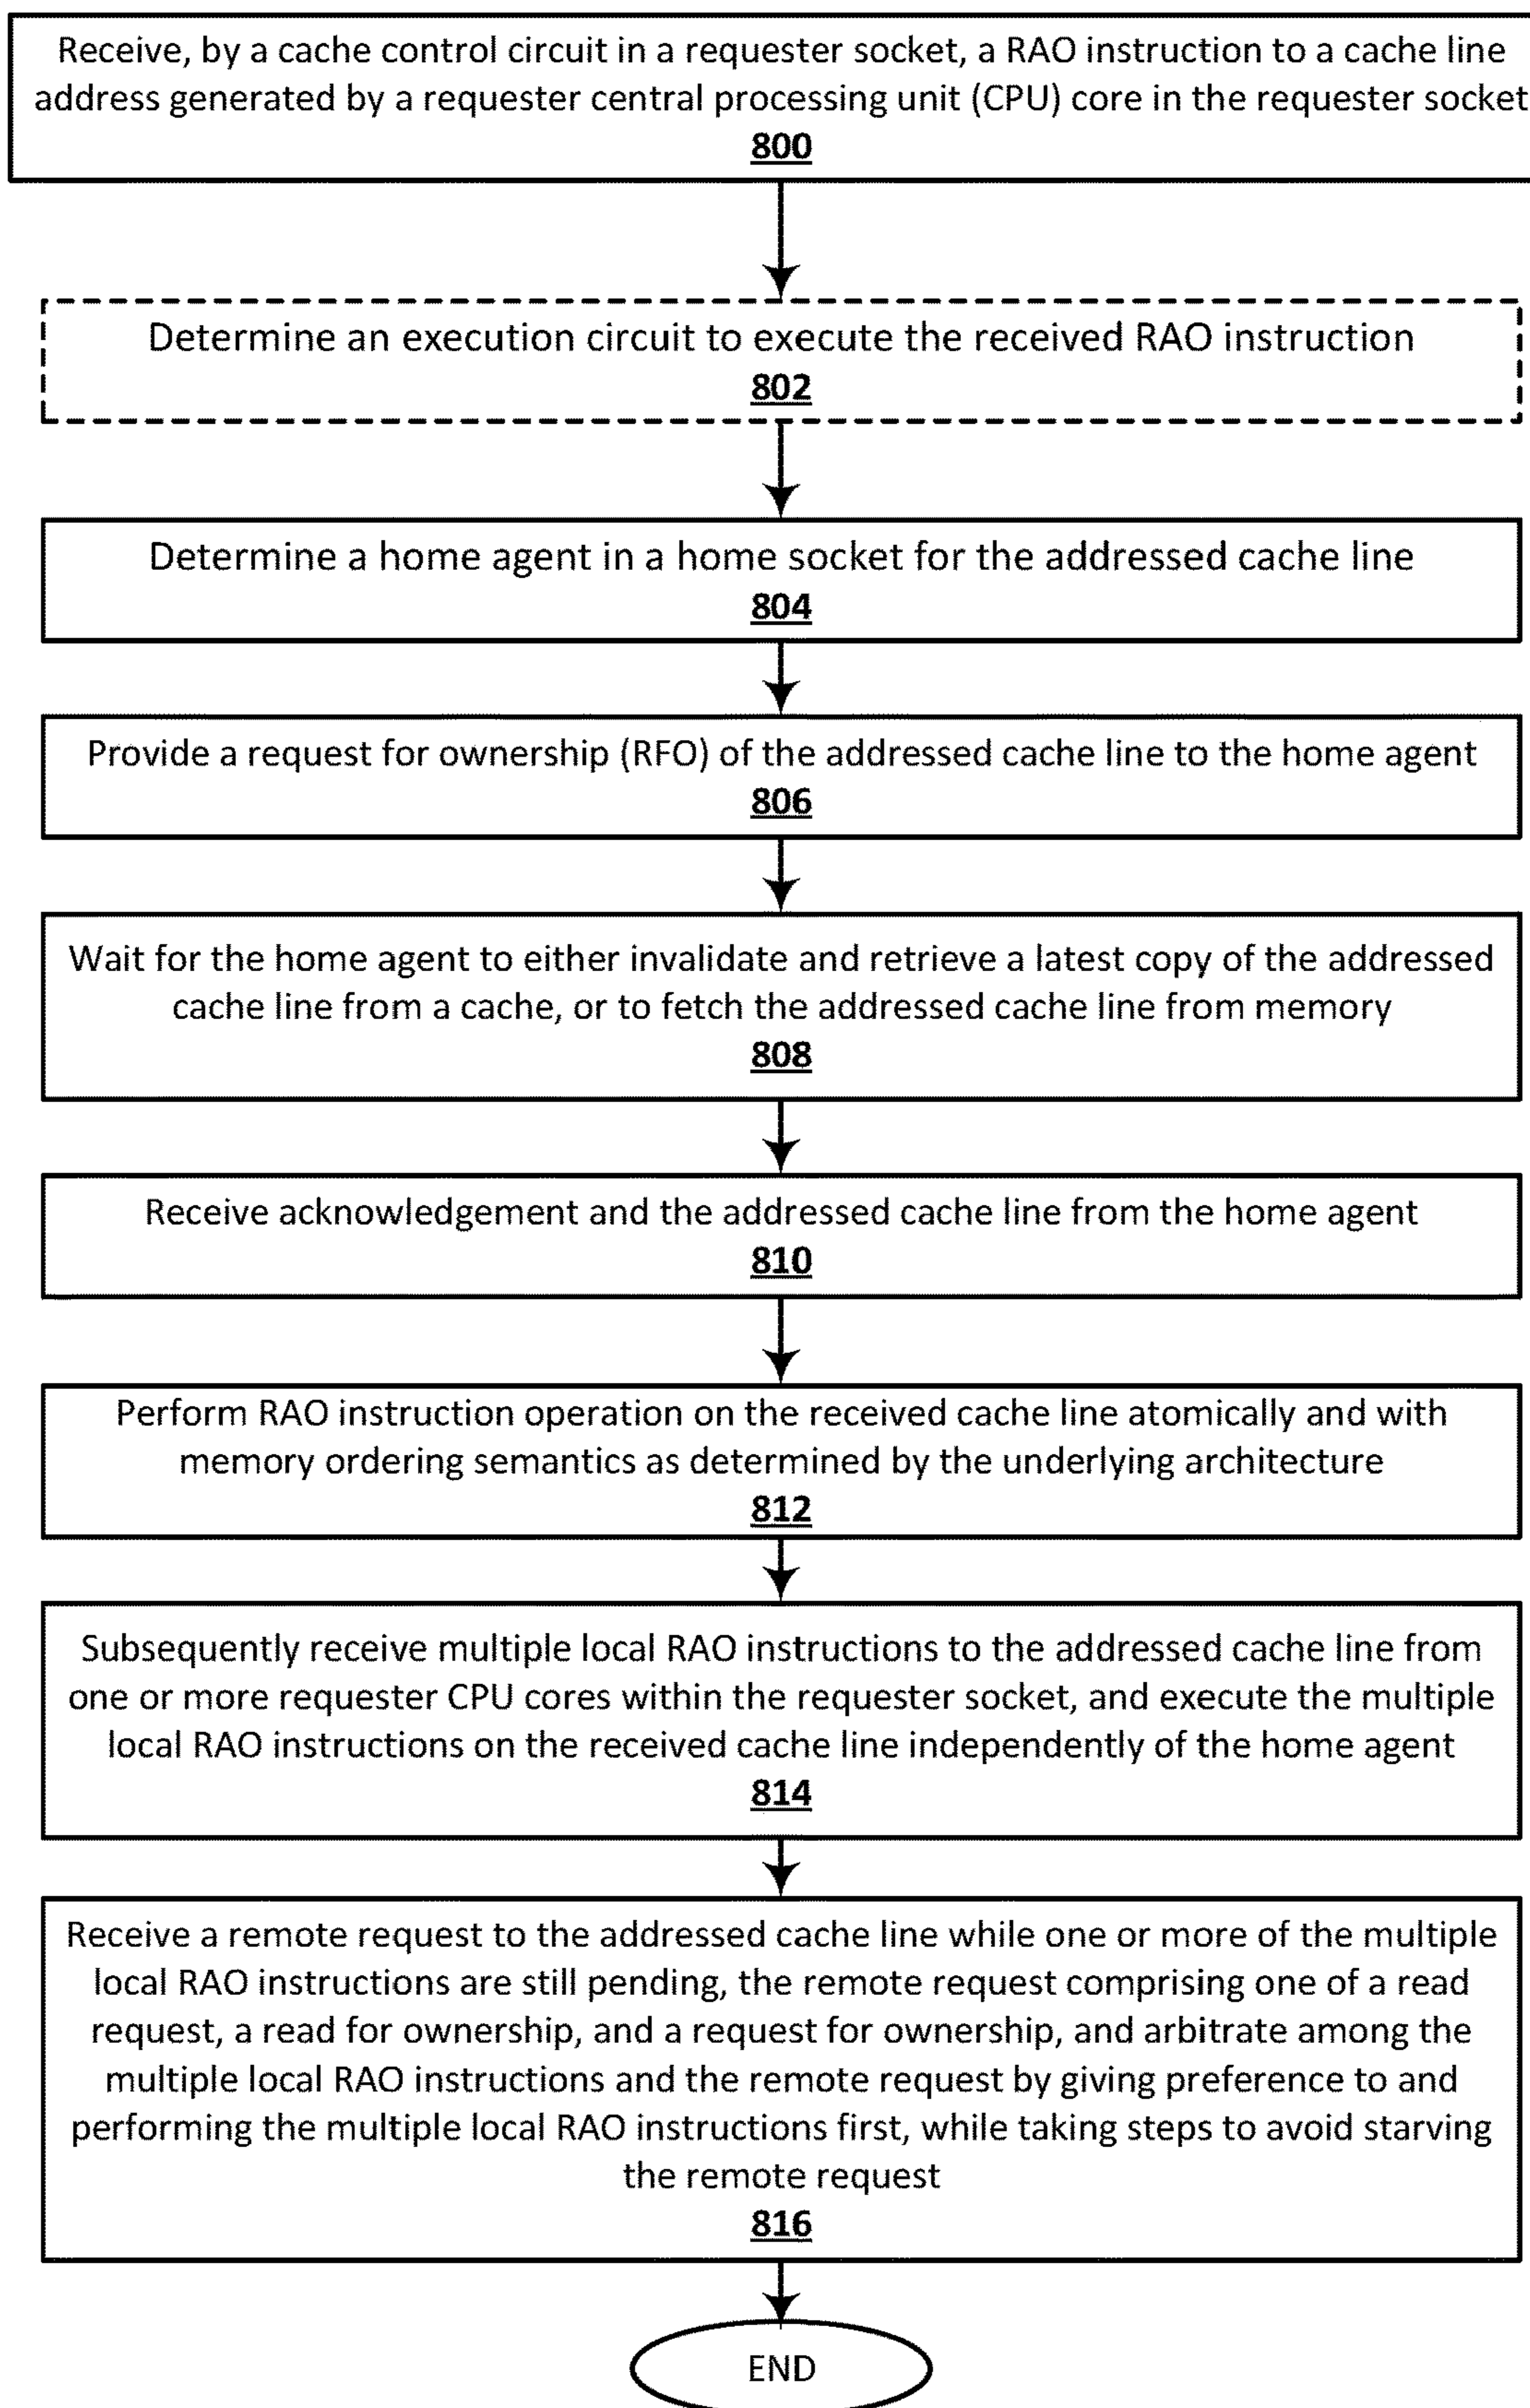 Receive, by a cache control circuit in a requester socket, a RAO instruction to a cache line
address generated by a requester central processing unit (CPU) core in the requester socket
800
Determine an execution circuit to execute the received RAO instruction
802
Determine a home agent in a home socket for the addressed cache line
804
Provide a request for ownership (RFO) of the addressed cache line to the home agent
806
Wait for the home agent to either invalidate and retrieve a latest copy of the addressed
cache line from a cache, or to fetch the addressed cache line from memory
808
Receive acknowledgement and the addressed cache line from the home agent
810
Perform RAO instruction operation on the received cache line atomically and with
memory ordering semantics as determined by the underlying architecture
812
Subsequently receive multiple local RAO instructions to the addressed cache line from
one or more requester CPU cores within the requester socket, and execute the multiple
local RAO instructions on the received cache line independently of the home agent
814
Receive a remote request to the addressed cache line while one or more of the multiple
local RAO instructions are still pending, the remote request comprising one of a read
request, a read for ownership, and a request for ownership, and arbitrate among the
multiple local RAO instructions and the remote request by giving preference to and
performing the multiple local RAO instructions first, while taking steps to avoid starving
the remote request
816
END